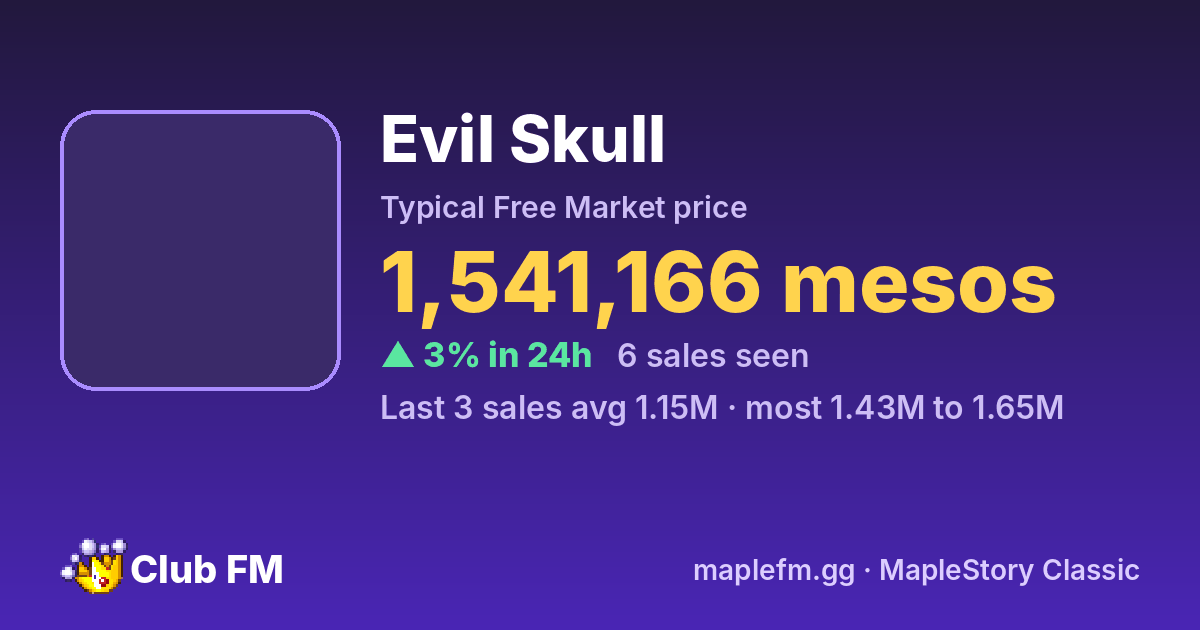 Evil Skull
Typical Free Market price
1,541,166 mesos
▲ 3% in 24h 6 sales seen
Last 3 sales avg 1.15M · most 1.43M to 1.65M
Club FM
maplefm.gg · MapleStory Classic